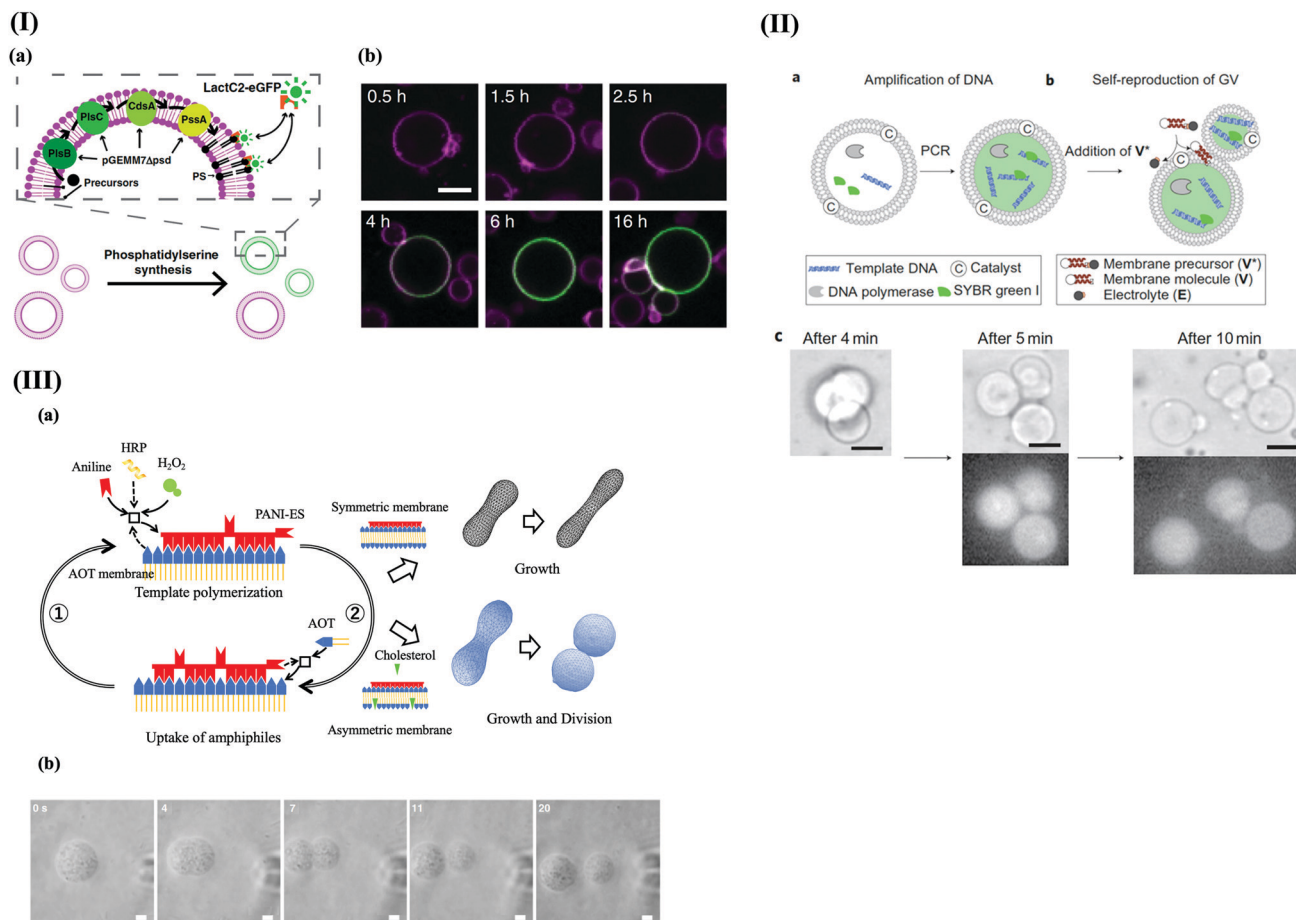 (I)
(a)
LactC2-eGFP
CdsA
PlsC
PssA
PlsB
pGEMM7Δpsd
PS→
Precursors
Phosphatidylserine
synthesis
(b)
0.5 h
1.5 h
2.5 h
4 h
6 h
16 h
(II)
a
Amplification of DNA
b
Self-reproduction of GV
C
C
C
PCR
C
C
C
Addition of V*
C
C
Template DNA
C Catalyst
DNA polymerase
SYBR green I
Membrane precursor (V*)
Membrane molecule (V)
Electrolyte (E)
c
After 4 min
After 5 min
After 10 min
(III)
(a)
HRP
Aniline
H₂O₂
PANI-ES
AOT membrane
Template polymerization
①
②
AOT
Uptake of amphiphiles
Symmetric membrane
Growth
Cholesterol
Asymmetric membrane
Growth and Division
(b)
0 s
4
7
11
20